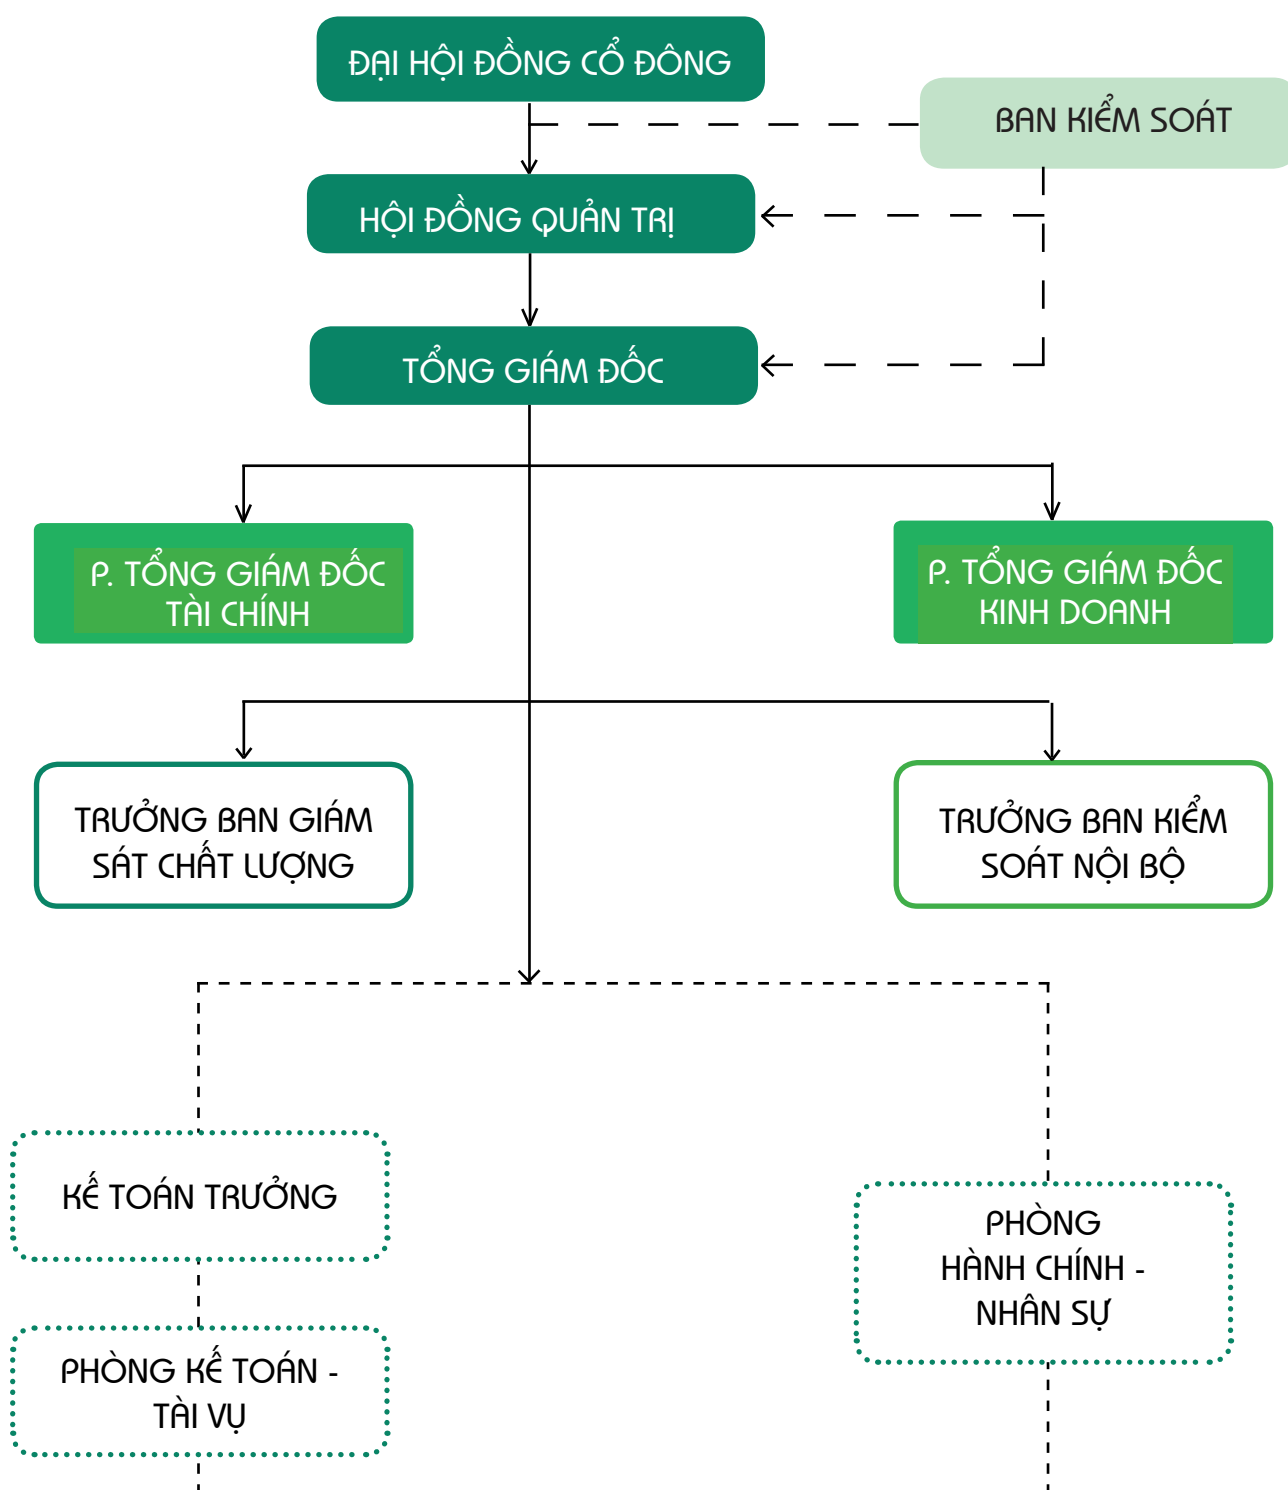 ĐẠI HỘI ĐỒNG CỔ ĐÔNG
BAN KIỂM SOÁT
HỘI ĐỒNG QUẢN TRỊ
TỔNG GIÁM ĐỐC
P. TỔNG GIÁM ĐỐC
TÀI CHÍNH
P. TỔNG GIÁM ĐỐC
KINH DOANH
TRƯỞNG BAN GIÁM
SÁT CHẤT LƯỢNG
TRƯỞNG BAN KIỂM
SOÁT NỘI BỘ
KẾ TOÁN TRƯỞNG
PHÒNG
HÀNH CHÍNH -
NHÂN SỰ
PHÒNG KẾ TOÁN -
TÀI VỤ